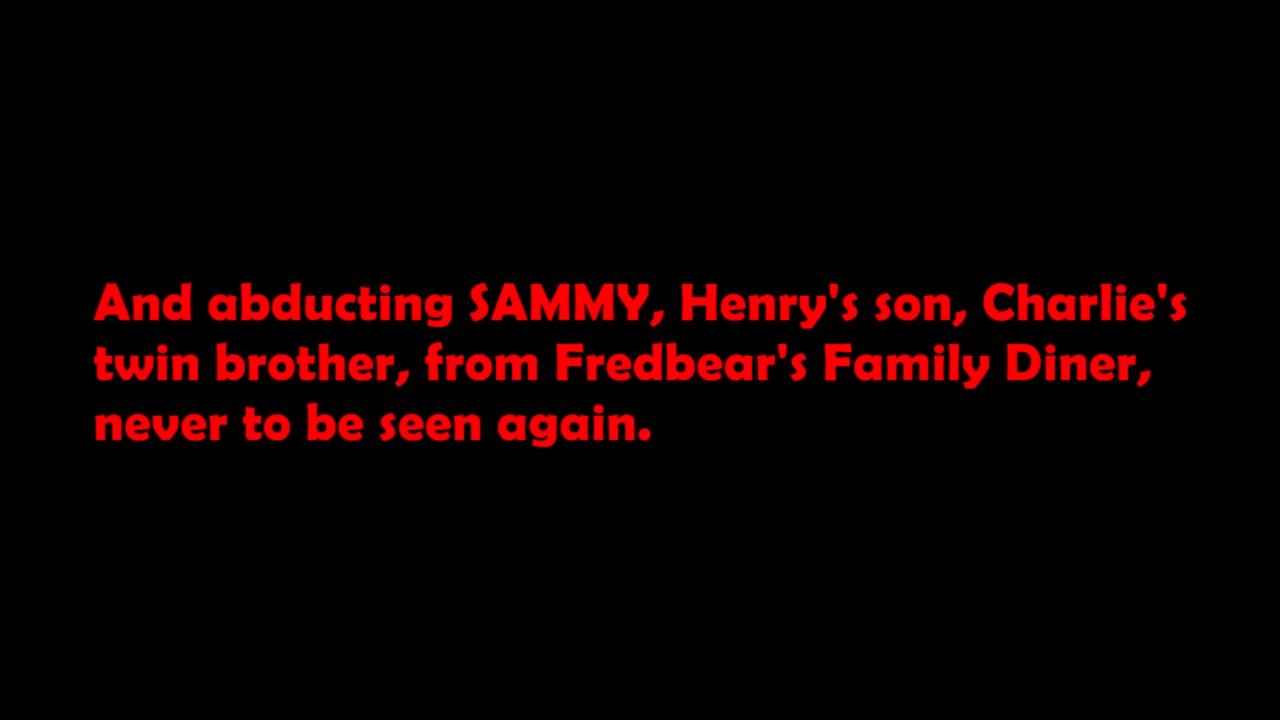 And abducting SAMMY, Henry's son, Charlie's
twin brother, from Fredbear's Family Diner,
never to be seen again.